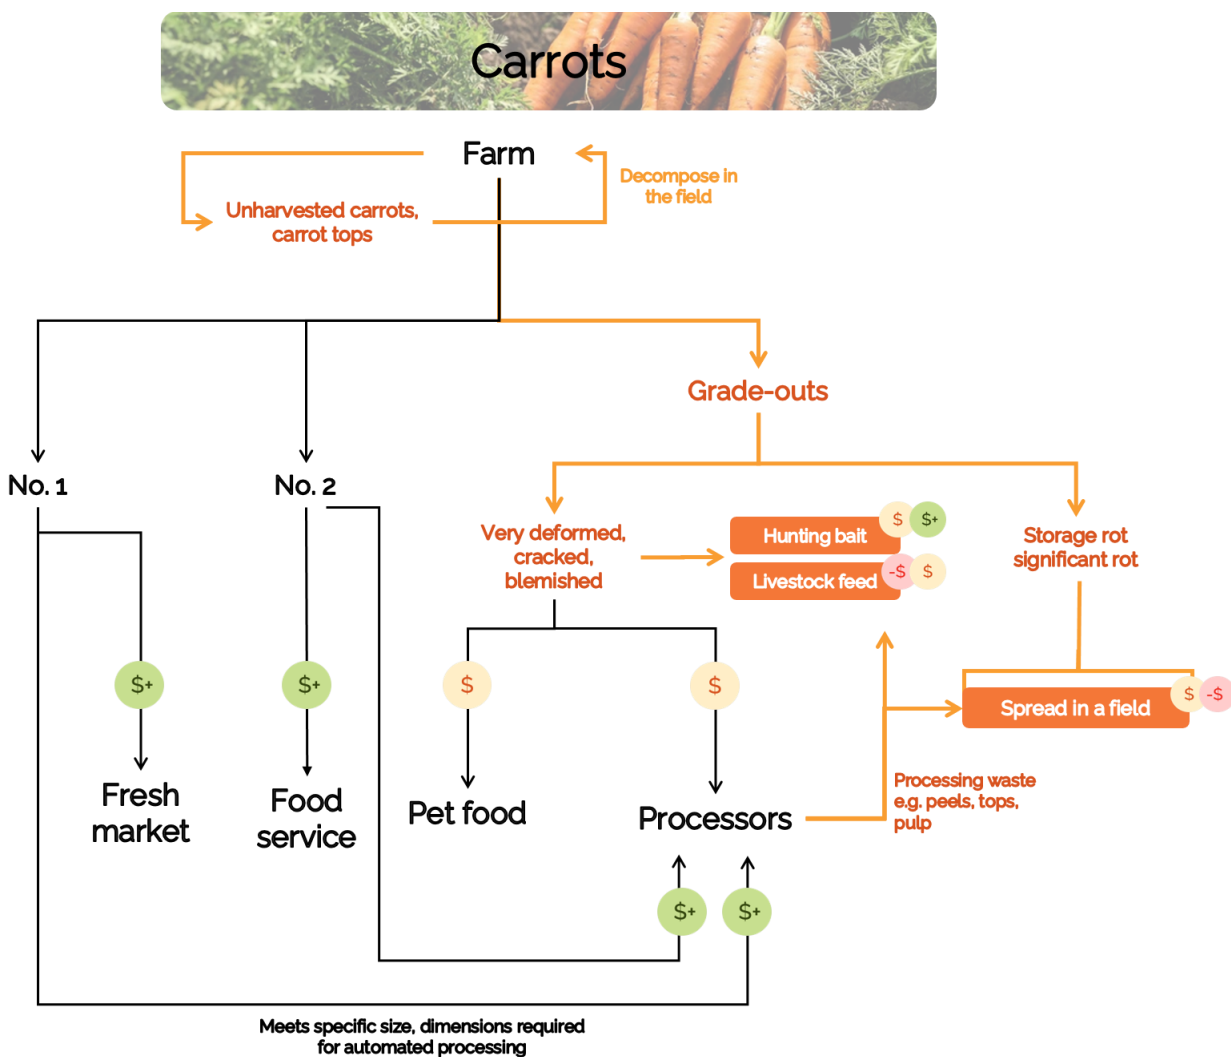 Carrots
Farm
Decompose in
the field
Unharvested carrots,
carrot tops
Grade-outs
No. 1
No. 2
Very deformed,
cracked,
blemished
Hunting bait
$
$+
Livestock feed
-$
$
Storage rot
significant rot
$+
$+
$
$
Spread in a field
$
-$
Fresh
market
Food
service
Pet food
Processors
Processing waste
e.g. peels, tops,
pulp
$+
$+
Meets specific size, dimensions required
for automated processing